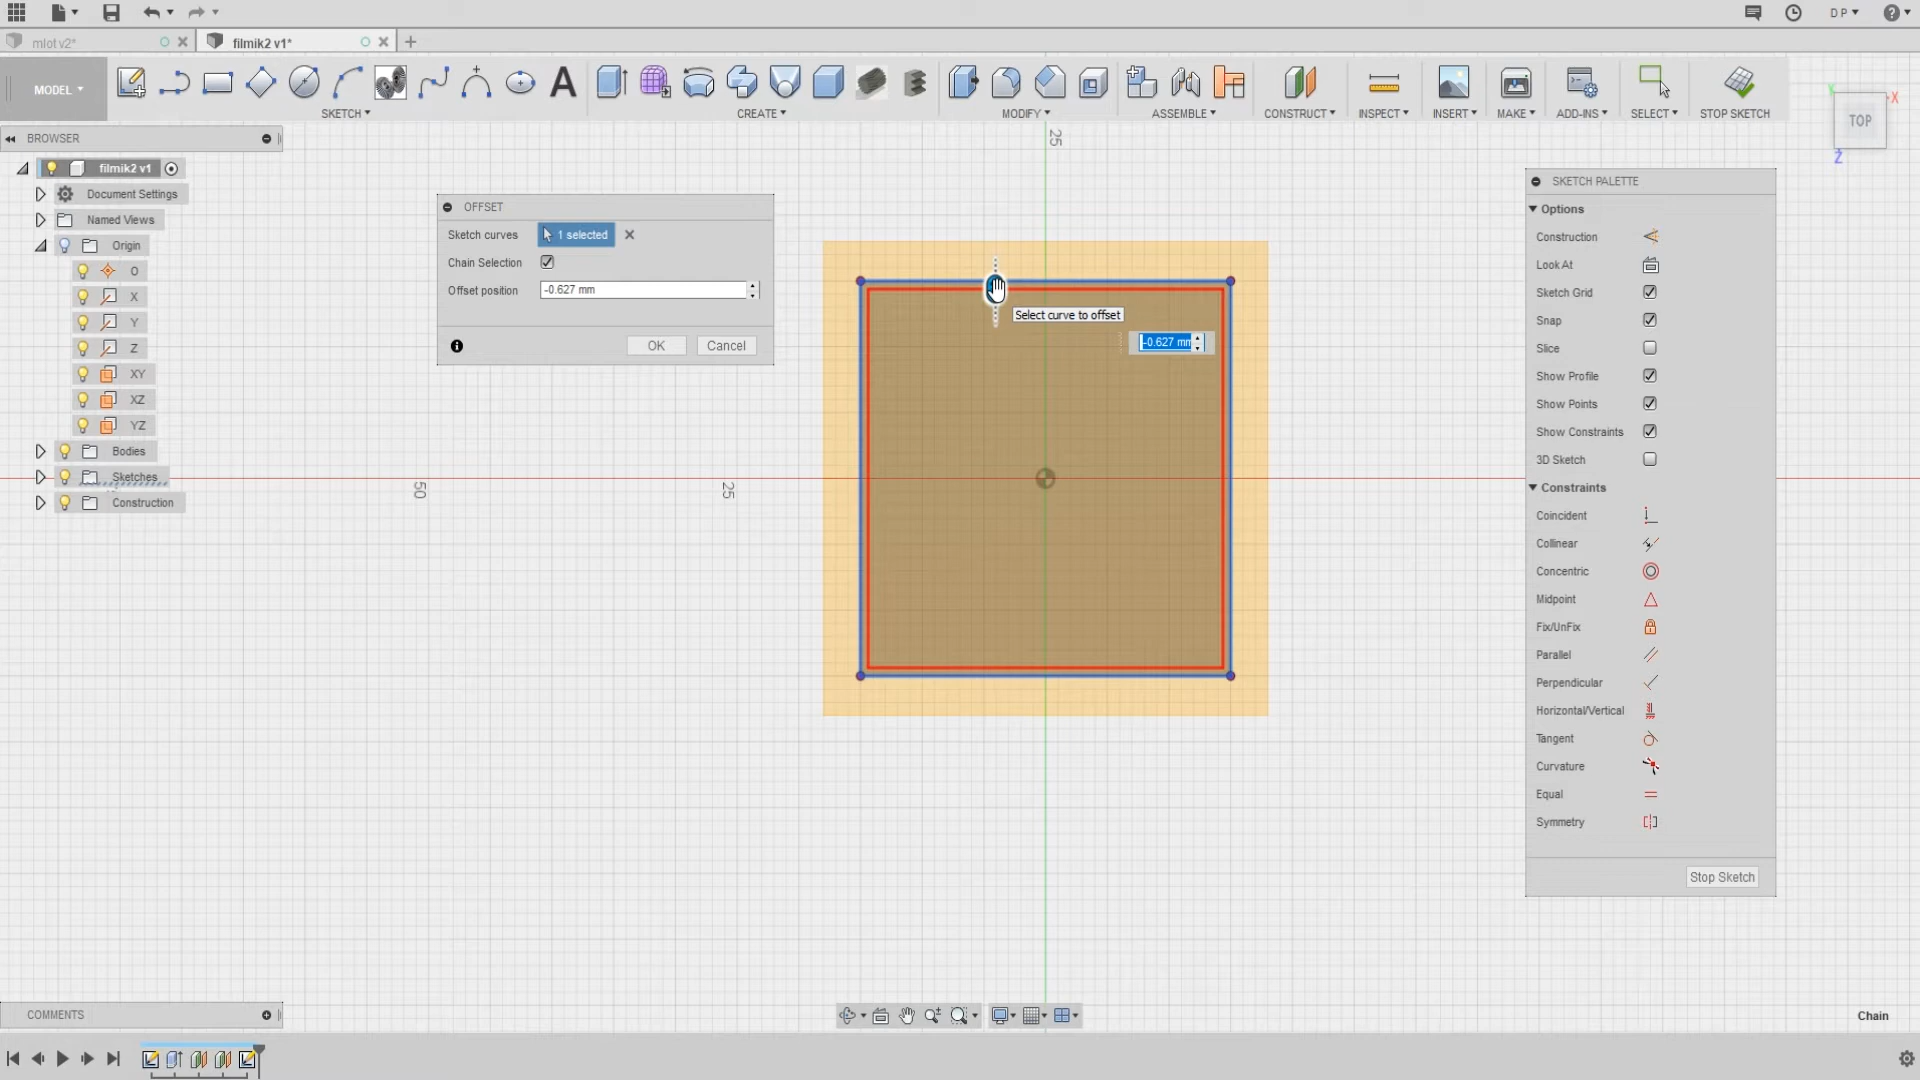 D P
mlot v2*
filmik2 v1*
MODEL
SKETCH
CREATE
MODIFY
ASSEMBLE
CONSTRUCT
INSPECT
INSERT
MAKE
ADD-INS
SELECT
STOP SKETCH
TOP
X
Z
BROWSER
filmik2 v1
Document Settings
Named Views
Origin
O
X
Y
Z
XY
XZ
YZ
Bodies
Sketches
Construction
OFFSET
Sketch curves 1 selected
Chain Selection
Offset position -0.627 mm
OK Cancel
25
50
25
Select curve to offset
-0.627 mm
SKETCH PALETTE
Options
Construction
Look At
Sketch Grid
Snap
Slice
Show Profile
Show Points
Show Constraints
3D Sketch
Constraints
Coincident
Collinear
Concentric
Midpoint
Fix/UnFix
Parallel
Perpendicular
Horizontal/Vertical
Tangent
Curvature
Equal
Symmetry
Stop Sketch
COMMENTS
Chain